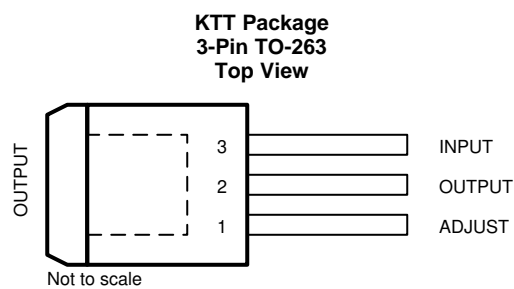 KTT Package
3-Pin TO-263
Top View
OUTPUT
3 INPUT
2 OUTPUT
1 ADJUST
Not to scale